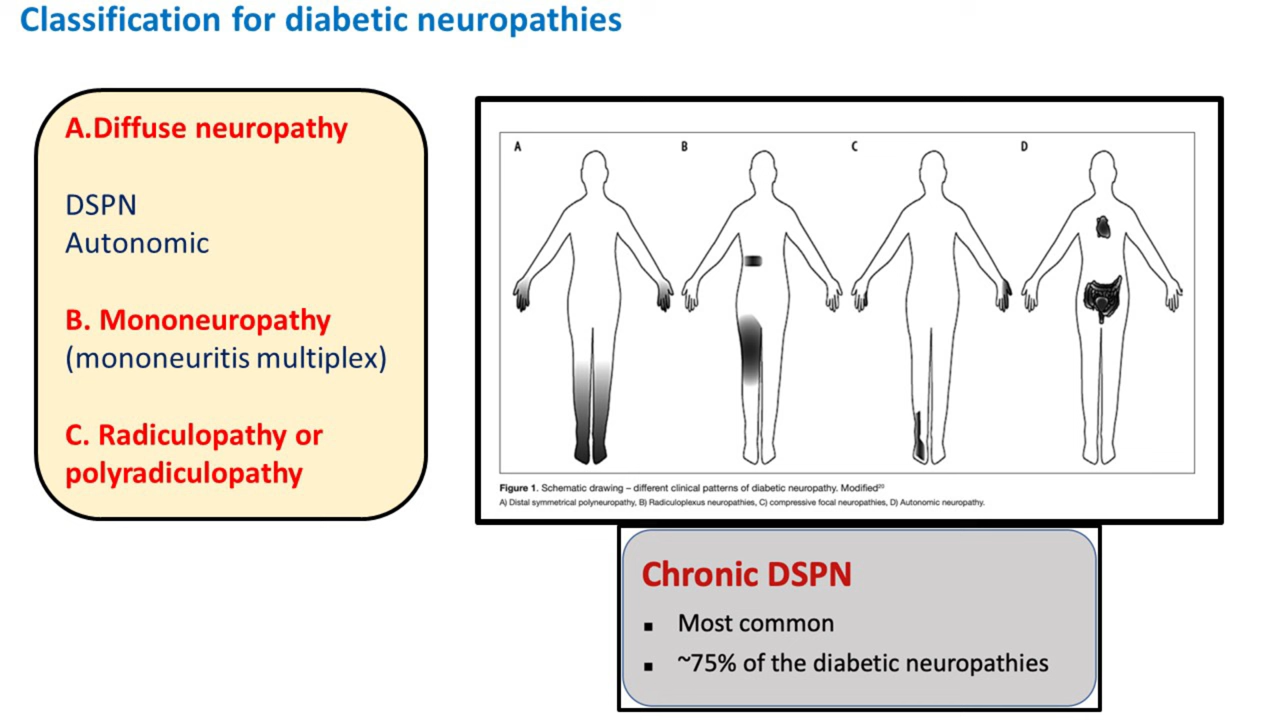 Classification for diabetic neuropathies
A.Diffuse neuropathy
DSPN
Autonomic
B. Mononeuropathy
(mononeuritis multiplex)
C. Radiculopathy or
polyradiculopathy
A B C D
Figure 1. Schematic drawing – different clinical patterns of diabetic neuropathy. Modified²⁰
A) Distal symmetrical polyneuropathy, B) Radiculoplexus neuropathies, C) compressive focal neuropathies, D) Autonomic neuropathy.
Chronic DSPN
▪ Most common
▪ ~75% of the diabetic neuropathies